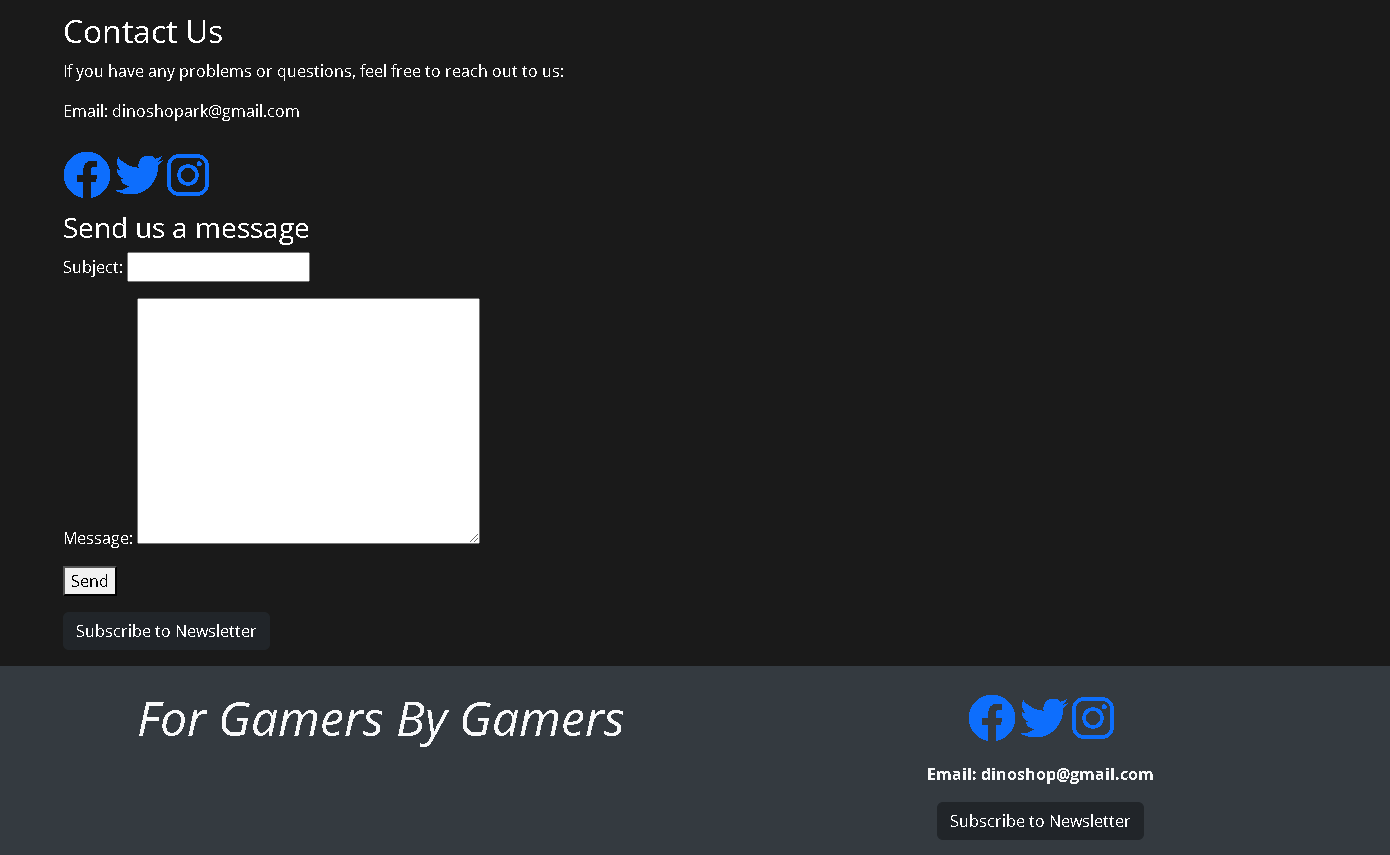 Contact Us
If you have any problems or questions, feel free to reach out to us:
Email: dinoshopark@gmail.com
Send us a message
Subject:
Message:
Send
Subscribe to Newsletter
For Gamers By Gamers
Email: dinoshop@gmail.com
Subscribe to Newsletter